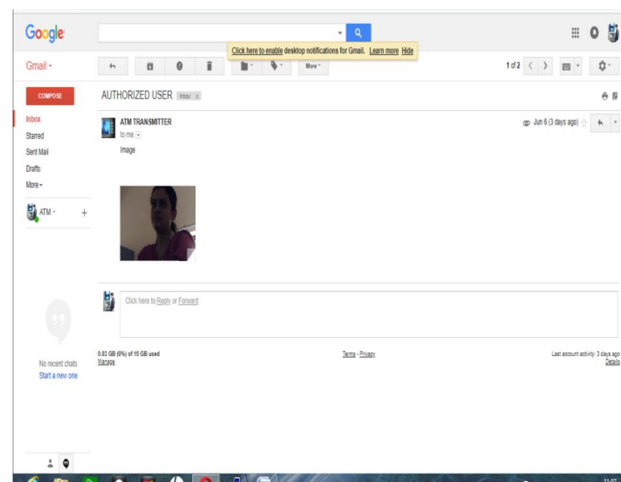 Google
Click here to enable desktop notifications for Gmail. Learn more Hide
Gmail
More
1 of 2
COMPOSE
AUTHORIZED USER Inbox x
Inbox
Starred
Sent Mail
Drafts
More
ATM TRANSMITTER
to me
Jun 6 (3 days ago)
Image
ATM
+
Click here to Reply or Forward
0.03 GB (0%) of 15 GB used
Manage
Terms - Privacy
Last account activity: 3 days ago
Details
No recent chats
Start a new one